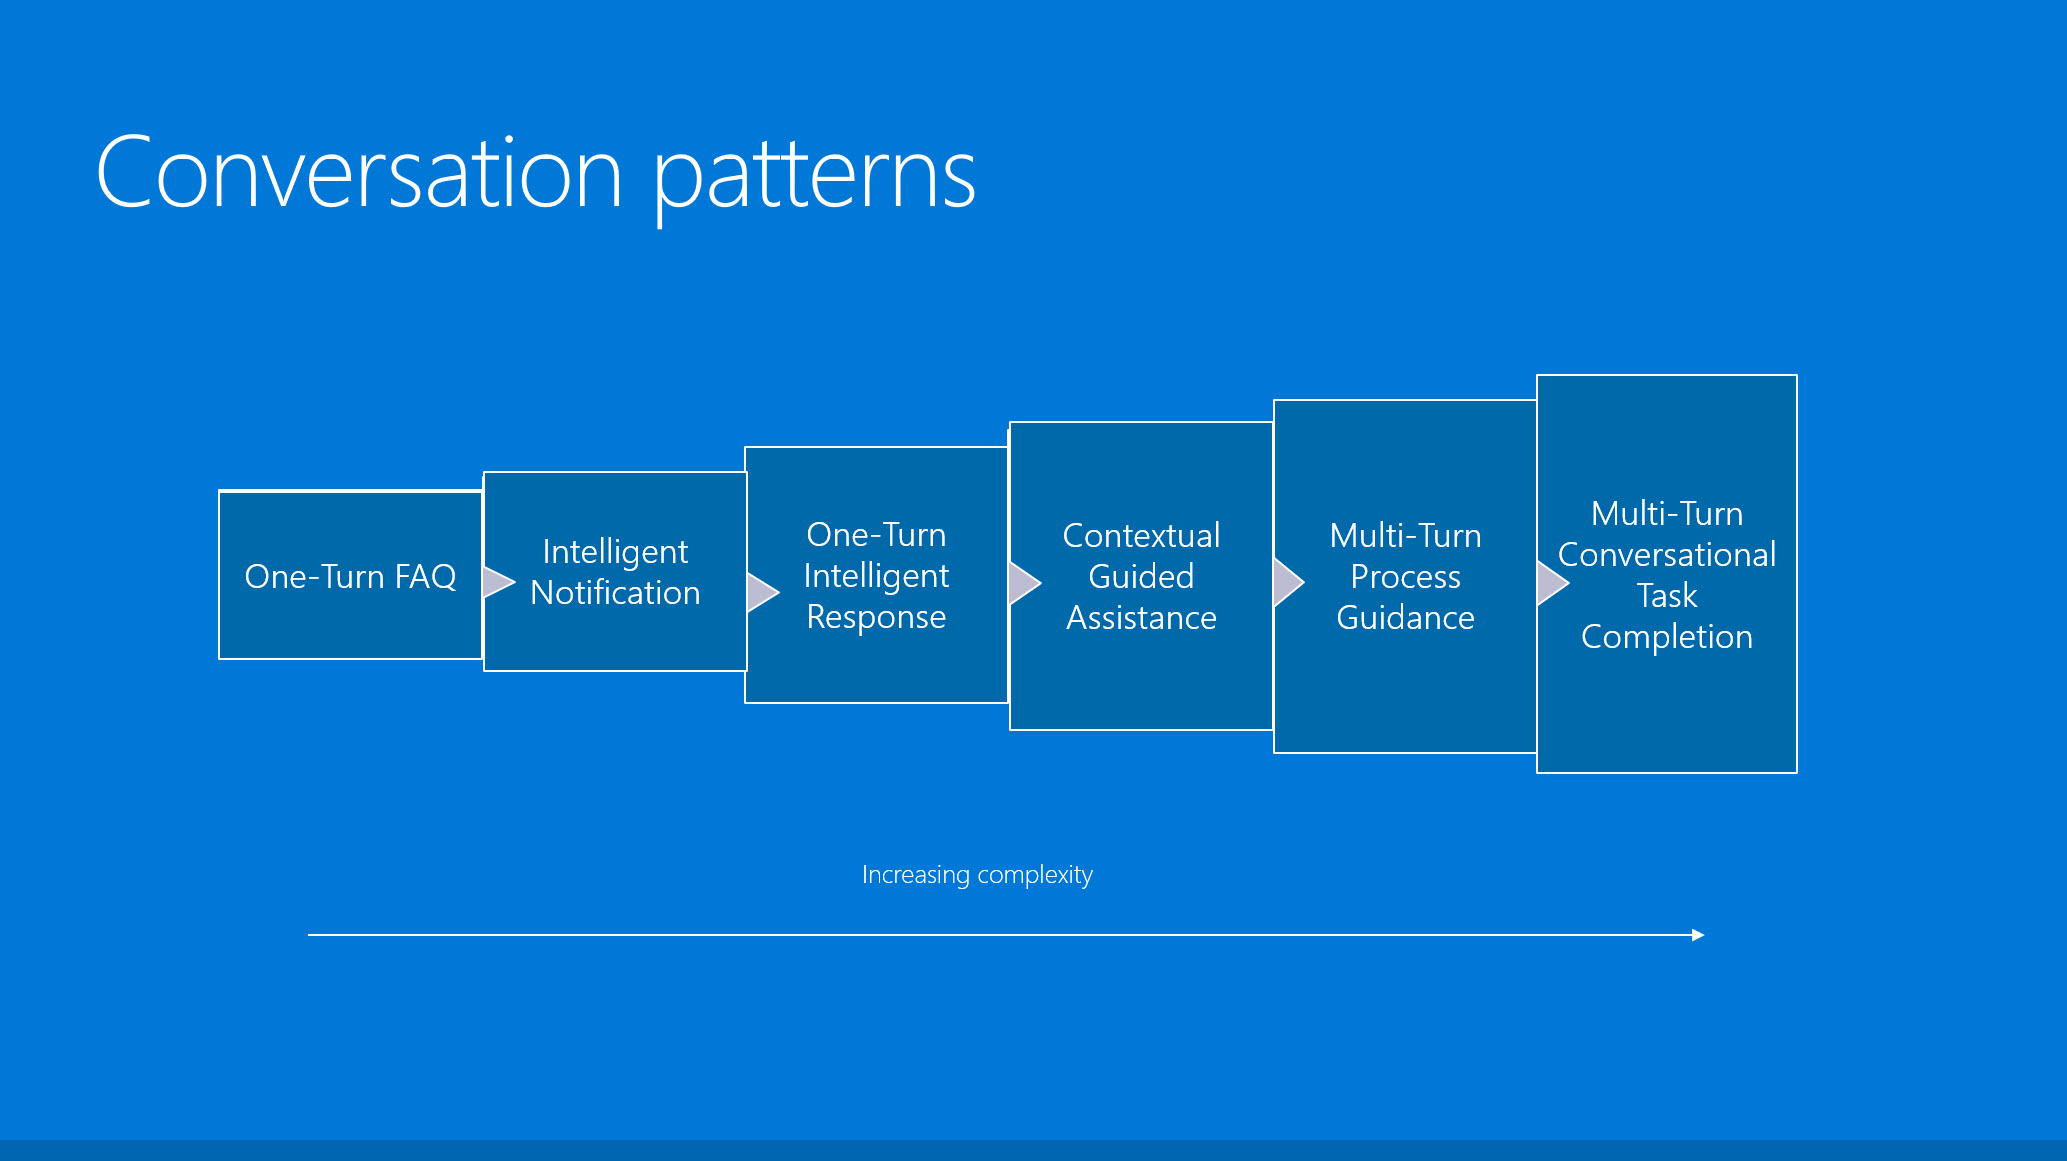 Conversation patterns
One-Turn FAQ
Intelligent
Notification
One-Turn
Intelligent
Response
Contextual
Guided
Assistance
Multi-Turn
Process
Guidance
Multi-Turn
Conversational
Task
Completion
Increasing complexity